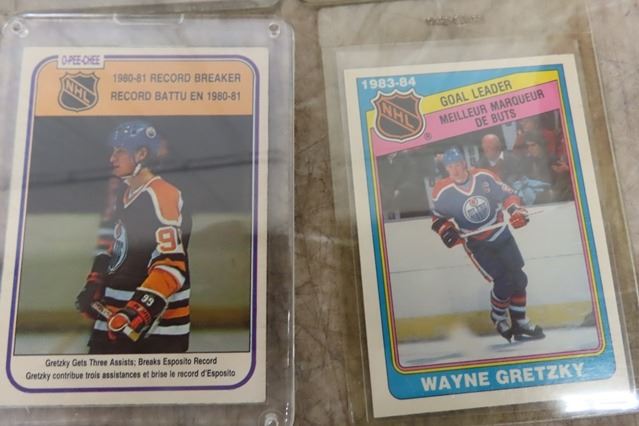 O-PEE-CHEE
NHL
1980-81 RECORD BREAKER
RECORD BATTU EN 1980-81
9
99
Gretzky Gets Three Assists; Breaks Esposito Record
Gretzky contribue trois assistances et brise le record d'Esposito
1983-84
NHL
®
GOAL LEADER
MEILLEUR MARQUEUR
DE BUTS
OILERS
WAYNE GRETZKY